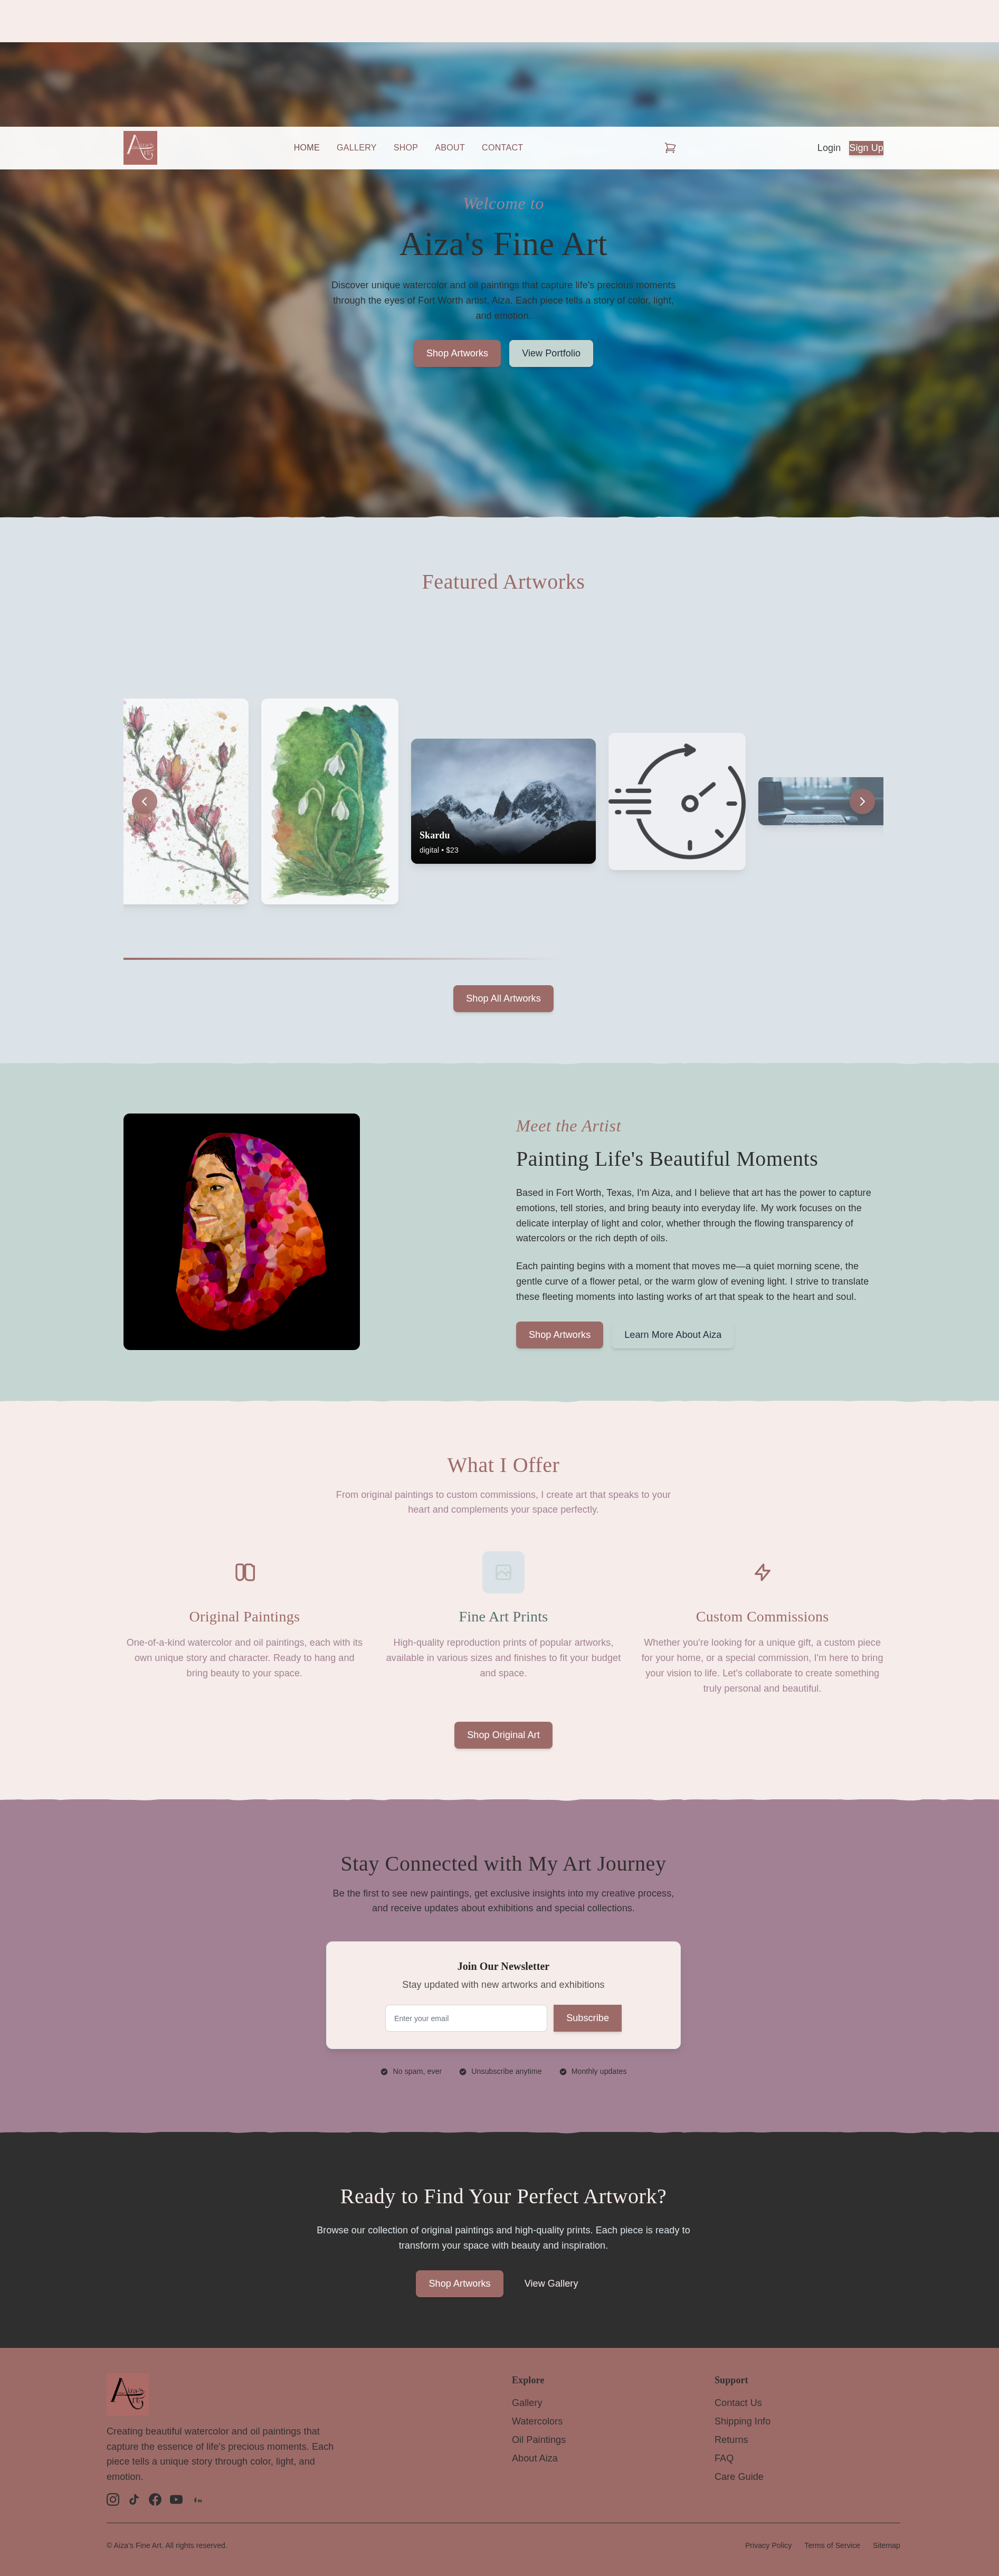 Aiza's
Art
HOME
GALLERY
SHOP
ABOUT
CONTACT
Login
Sign Up
Welcome to
Aiza's Fine Art
Discover unique watercolor and oil paintings that capture life's precious moments
through the eyes of Fort Worth artist, Aiza. Each piece tells a story of color, light,
and emotion.
Shop Artworks
View Portfolio
Featured Artworks
Skardu
digital • $23
Shop All Artworks
Meet the Artist
Painting Life's Beautiful Moments
Based in Fort Worth, Texas, I'm Aiza, and I believe that art has the power to capture
emotions, tell stories, and bring beauty into everyday life. My work focuses on the
delicate interplay of light and color, whether through the flowing transparency of
watercolors or the rich depth of oils.
Each painting begins with a moment that moves me—a quiet morning scene, the
gentle curve of a flower petal, or the warm glow of evening light. I strive to translate
these fleeting moments into lasting works of art that speak to the heart and soul.
Shop Artworks
Learn More About Aiza
What I Offer
From original paintings to custom commissions, I create art that speaks to your
heart and complements your space perfectly.
Original Paintings
One-of-a-kind watercolor and oil paintings, each with its
own unique story and character. Ready to hang and
bring beauty to your space.
Fine Art Prints
High-quality reproduction prints of popular artworks,
available in various sizes and finishes to fit your budget
and space.
Custom Commissions
Whether you're looking for a unique gift, a custom piece
for your home, or a special commission, I'm here to bring
your vision to life. Let's collaborate to create something
truly personal and beautiful.
Shop Original Art
Stay Connected with My Art Journey
Be the first to see new paintings, get exclusive insights into my creative process,
and receive updates about exhibitions and special collections.
Join Our Newsletter
Stay updated with new artworks and exhibitions
Enter your email
Subscribe
No spam, ever
Unsubscribe anytime
Monthly updates
Ready to Find Your Perfect Artwork?
Browse our collection of original paintings and high-quality prints. Each piece is ready to
transform your space with beauty and inspiration.
Shop Artworks
View Gallery
Aiza's
Art
Creating beautiful watercolor and oil paintings that
capture the essence of life's precious moments. Each
piece tells a unique story through color, light, and
emotion.
Explore
Gallery
Watercolors
Oil Paintings
About Aiza
Support
Contact Us
Shipping Info
Returns
FAQ
Care Guide
© Aiza's Fine Art. All rights reserved.
Privacy Policy
Terms of Service
Sitemap